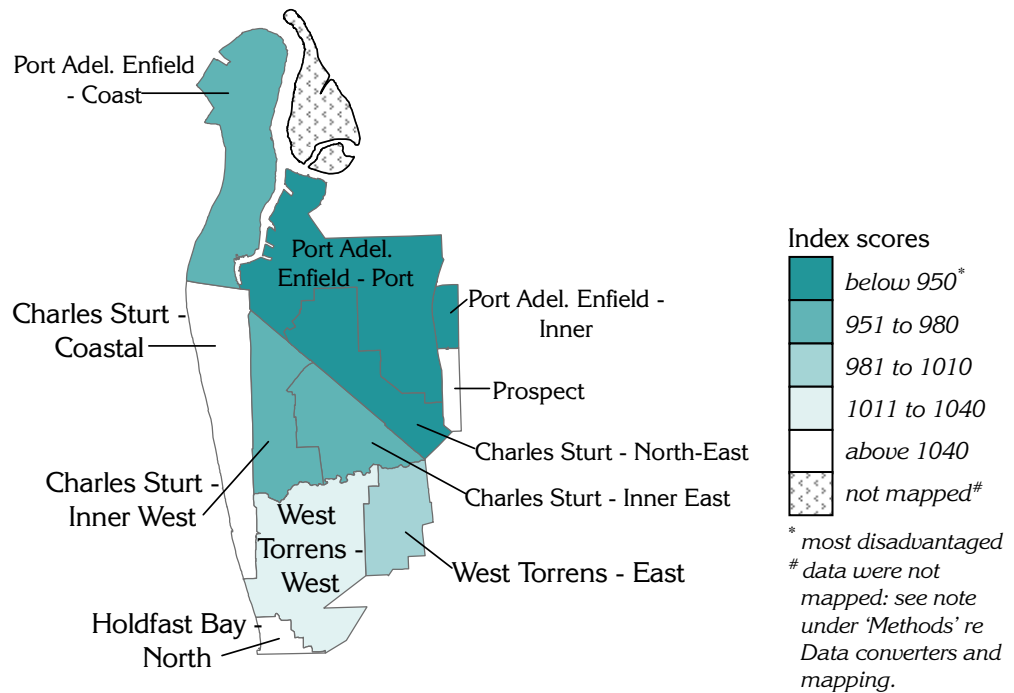 Port Adel. Enfield
- Coast
Port Adel.
Enfield - Port
Port Adel. Enfield -
Inner
Charles Sturt -
Coastal
Prospect
Charles Sturt - North-East
Charles Sturt -
Inner West
Charles Sturt - Inner East
West
Torrens -
West
West Torrens - East
Holdfast Bay -
North
Index scores
below 950*
951 to 980
981 to 1010
1011 to 1040
above 1040
not mapped#
* most disadvantaged
# data were not
mapped: see note
under ‘Methods’ re
Data converters and
mapping.